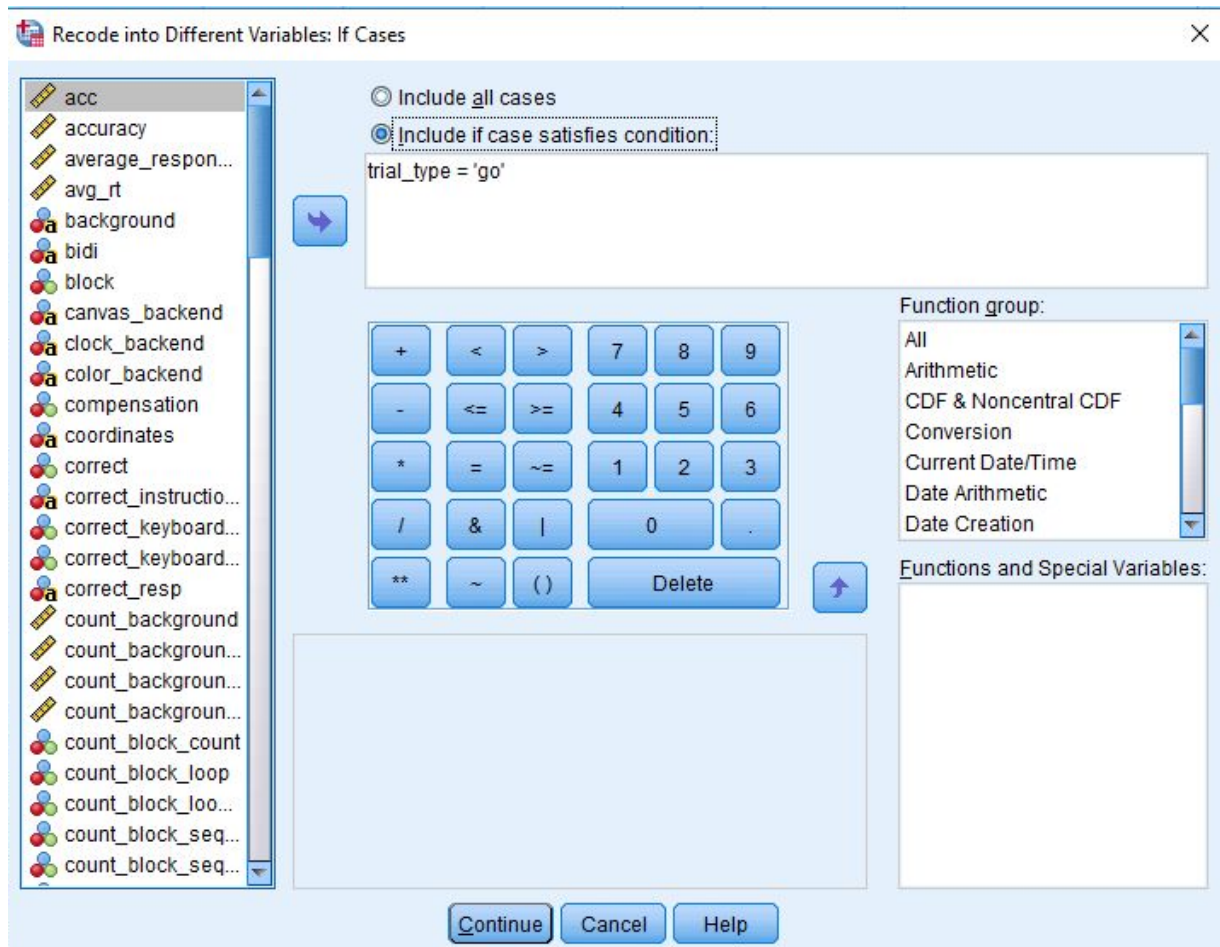 Recode into Different Variables: If Cases
acc
accuracy
average_respon...
avg_rt
background
bidi
block
canvas_backend
clock_backend
color_backend
compensation
coordinates
correct
correct_instructio...
correct_keyboard...
correct_keyboard...
correct_resp
count_background
count_backgroun...
count_backgroun...
count_backgroun...
count_block_count
count_block_loop
count_block_loo...
count_block_seq...
count_block_seq...
Include all cases
Include if case satisfies condition:
trial_type = 'go'
+ < > 7 8 9
- <= >= 4 5 6
* = ~= 1 2 3
/ & | 0 .
** ~ ( ) Delete
Function group:
All
Arithmetic
CDF & Noncentral CDF
Conversion
Current Date/Time
Date Arithmetic
Date Creation
Functions and Special Variables:
Continue Cancel Help